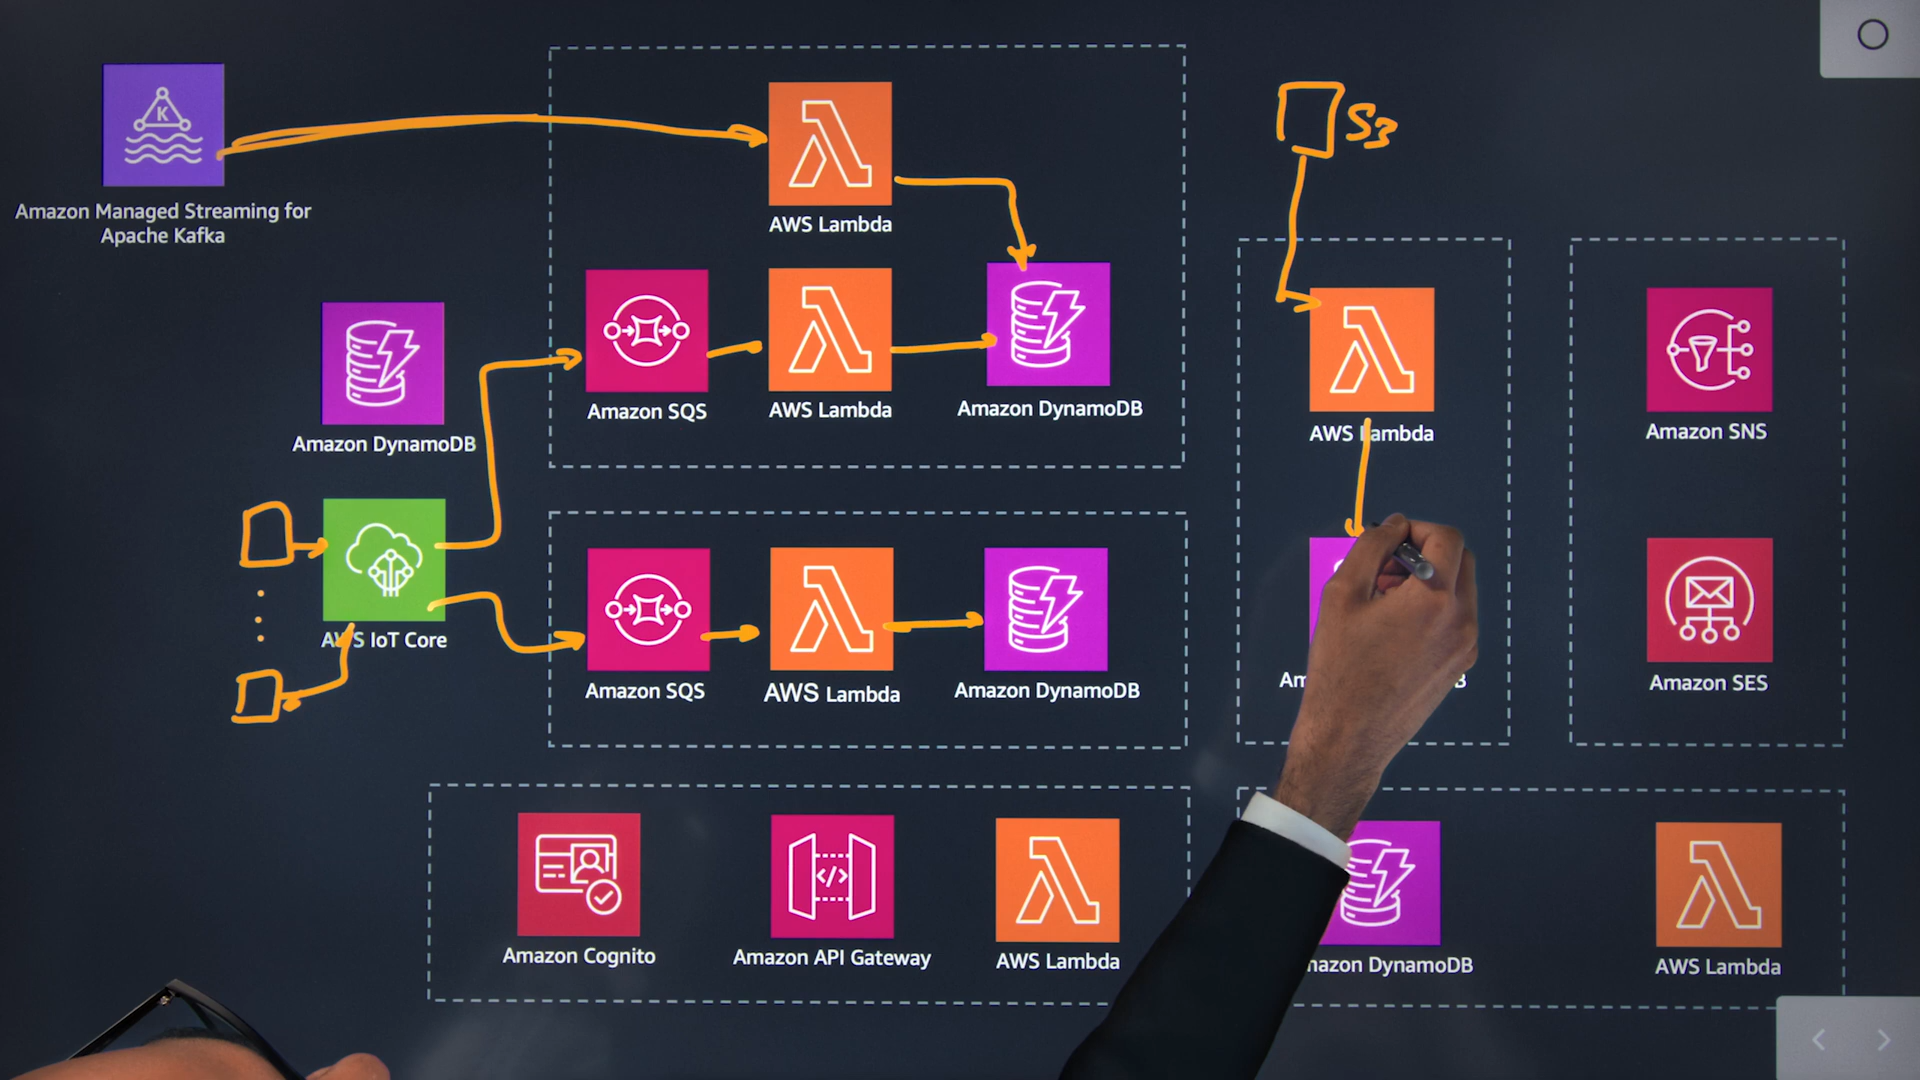 K
Amazon Managed Streaming for
Apache Kafka
AWS Lambda
S3
Amazon DynamoDB
Amazon SQS
AWS Lambda
Amazon DynamoDB
AWS Lambda
Amazon SNS
AWS IoT Core
Amazon SQS
AWS Lambda
Amazon DynamoDB
Amazon SES
</>
Amazon Cognito
Amazon API Gateway
AWS Lambda
DynamoDB
AWS Lambda